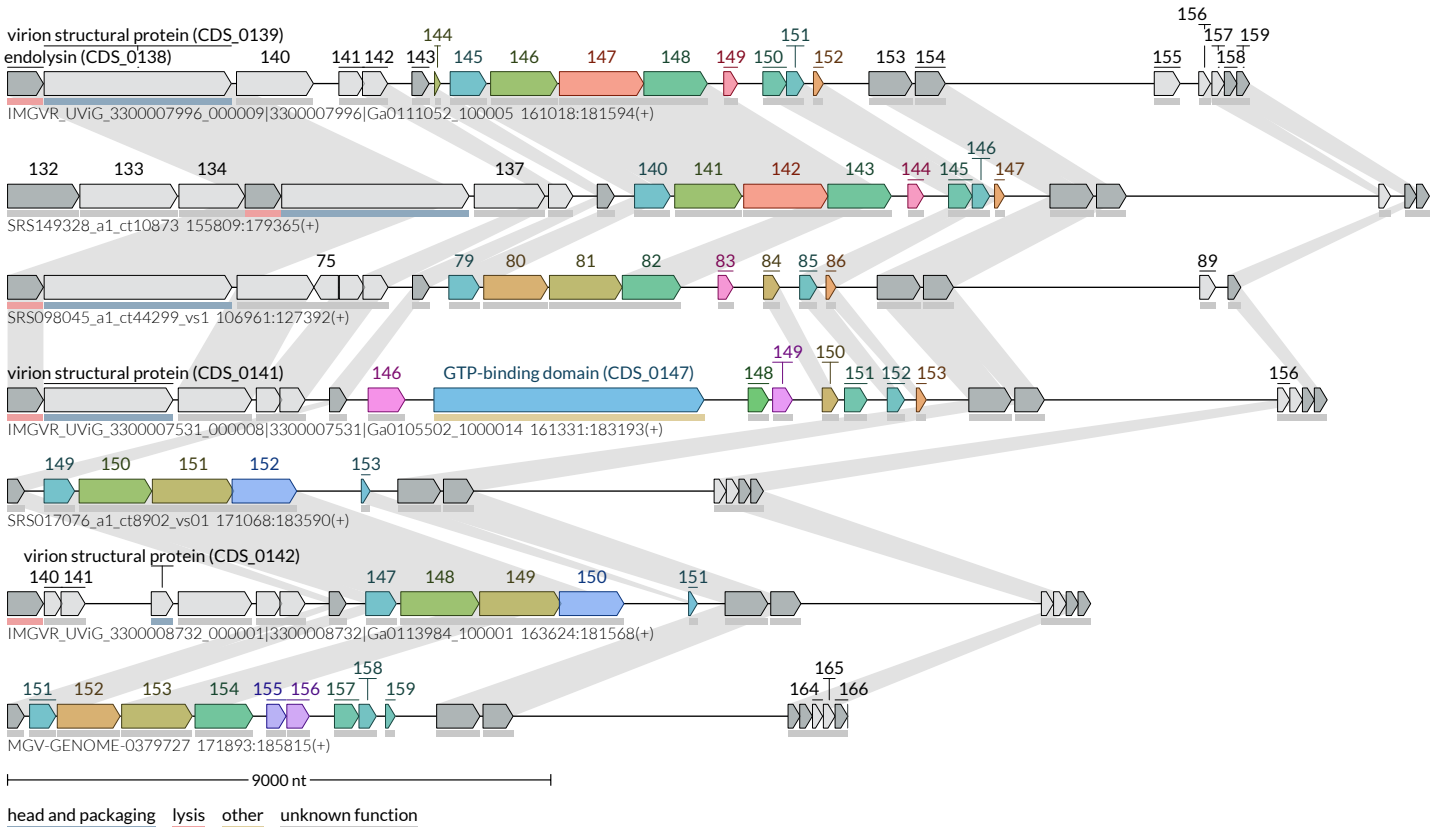 156
144 151
virion structural protein (CDS_0139) 157 159
endolysin (CDS_0138) 140 141 142 143 145 146 147 148 149 150 152 153 154 155 158
IMGVR_UViG_3300007996_000009|3300007996|Ga0111052_100005 161018:181594(+)
146
132 133 134 137 140 141 142 143 144 145 147
SRS149328_a1_ct10873 155809:179365(+)
75 79 80 81 82 83 84 85 86 89
SRS098045_a1_ct44299_vs1 106961:127392(+)
149 150
virion structural protein (CDS_0141) 146 GTP-binding domain (CDS_0147) 148 151 152 153 156
IMGVR_UViG_3300007531_000008|3300007531|Ga0105502_1000014 161331:183193(+)
149 150 151 152 153
SRS017076_a1_ct8902_vs01 171068:183590(+)
virion structural protein (CDS_0142)
140 141 147 148 149 150 151
IMGVR_UViG_3300008732_000001|3300008732|Ga0113984_100001 163624:181568(+)
158 165
151 152 153 154 155 156 157 159 164 166
MGV-GENOME-0379727 171893:185815(+)
9000 nt
head and packaging lysis other unknown function